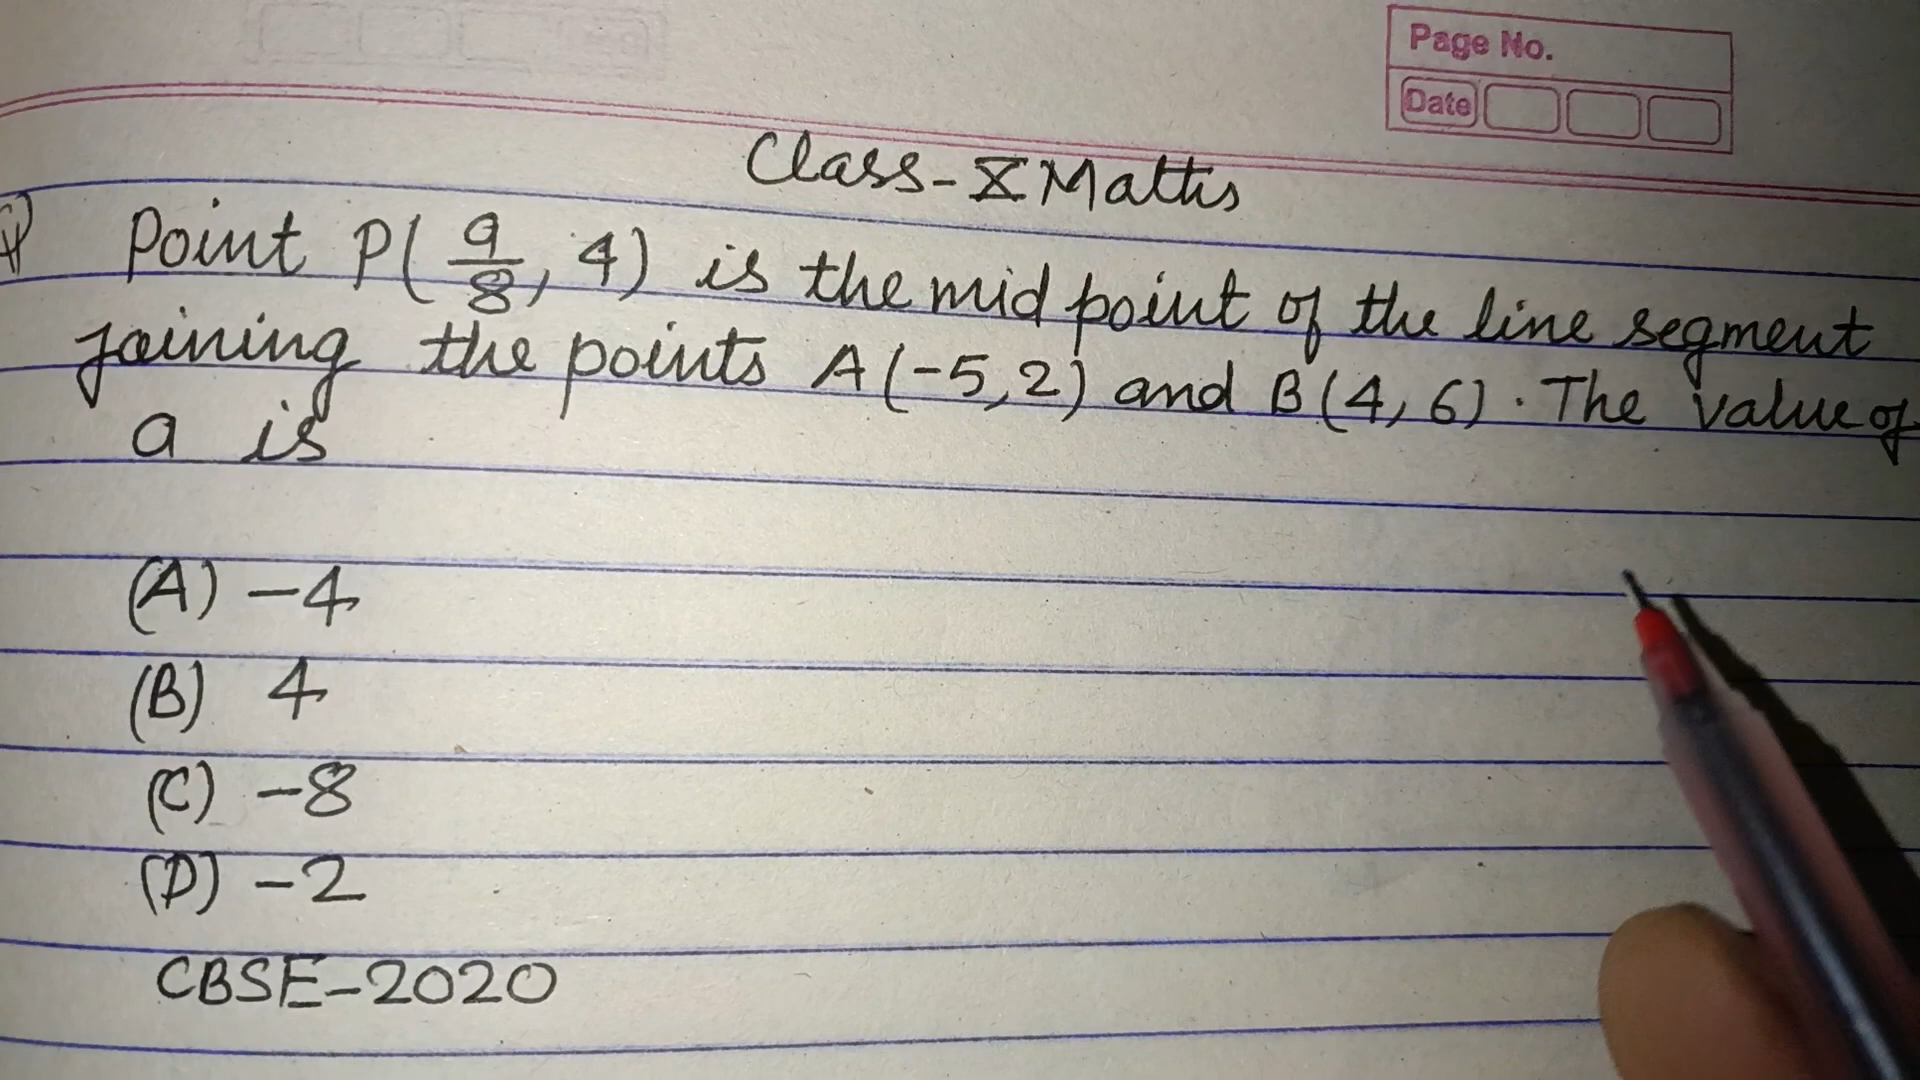 Page No.
Date
Class-X Maths
Point P(a/8, 4) is the mid point of the line segment
joining the points A(-5,2) and B(4,6). The value of
a is
(A) -4
(B) 4
(C) -8
(D) -2
CBSE-2020